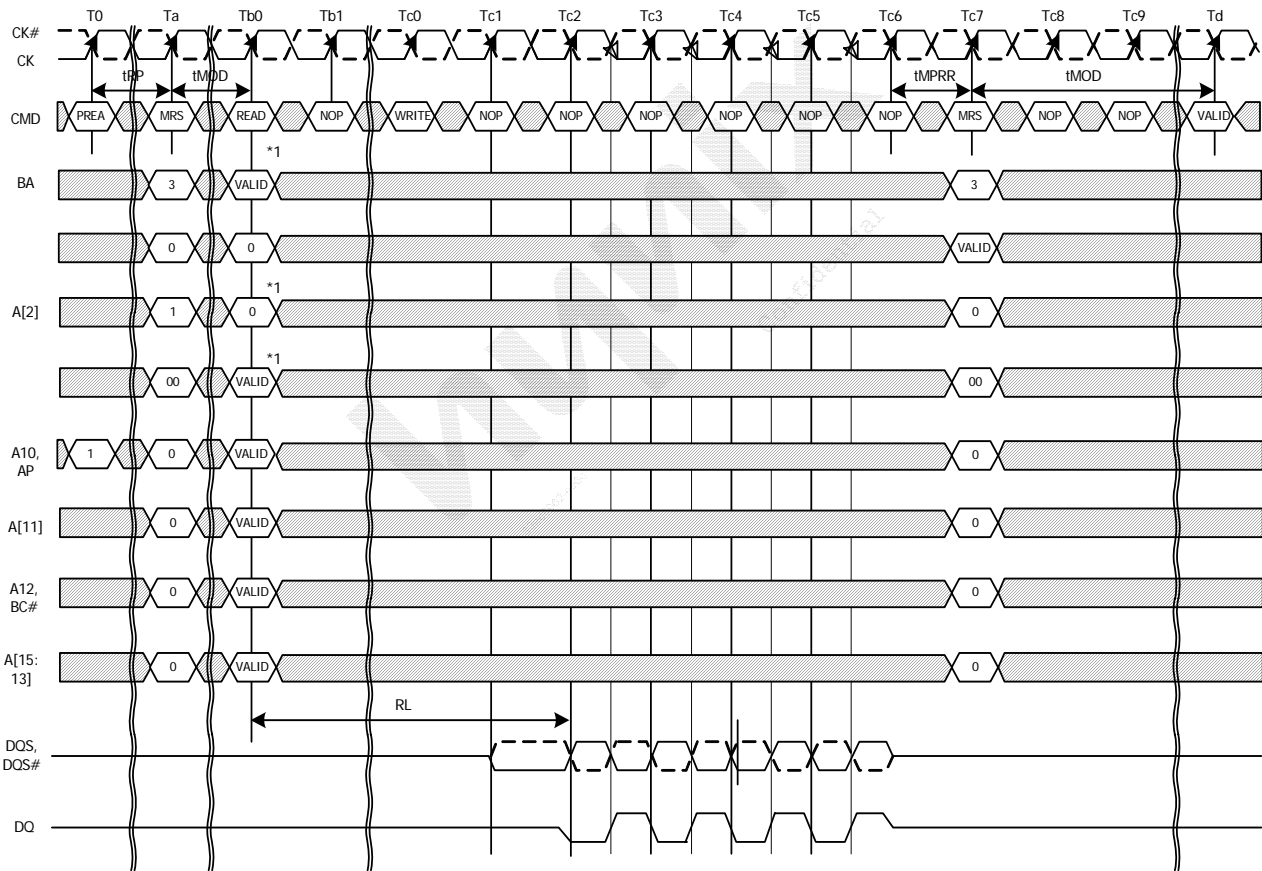 T0 Ta Tb0 Tb1 Tc0 Tc1 Tc2 Tc3 Tc4 Tc5 Tc6 Tc7 Tc8 Tc9 Td
CK#
CK
tRP tMOD tMPRR tMOD
CMD PREA MRS READ NOP WRITE NOP NOP NOP NOP NOP NOP MRS NOP NOP VALID
*1
BA 3 VALID 3
0 0 VALID
*1
A[2] 1 0 0
*1
00 VALID 00
A10,
AP
1 0 VALID 0
A[11] 0 VALID 0
A12,
BC#
0 VALID 0
A[15:
13]
0 VALID 0
RL
DQS,
DQS#
DQ
Confidential